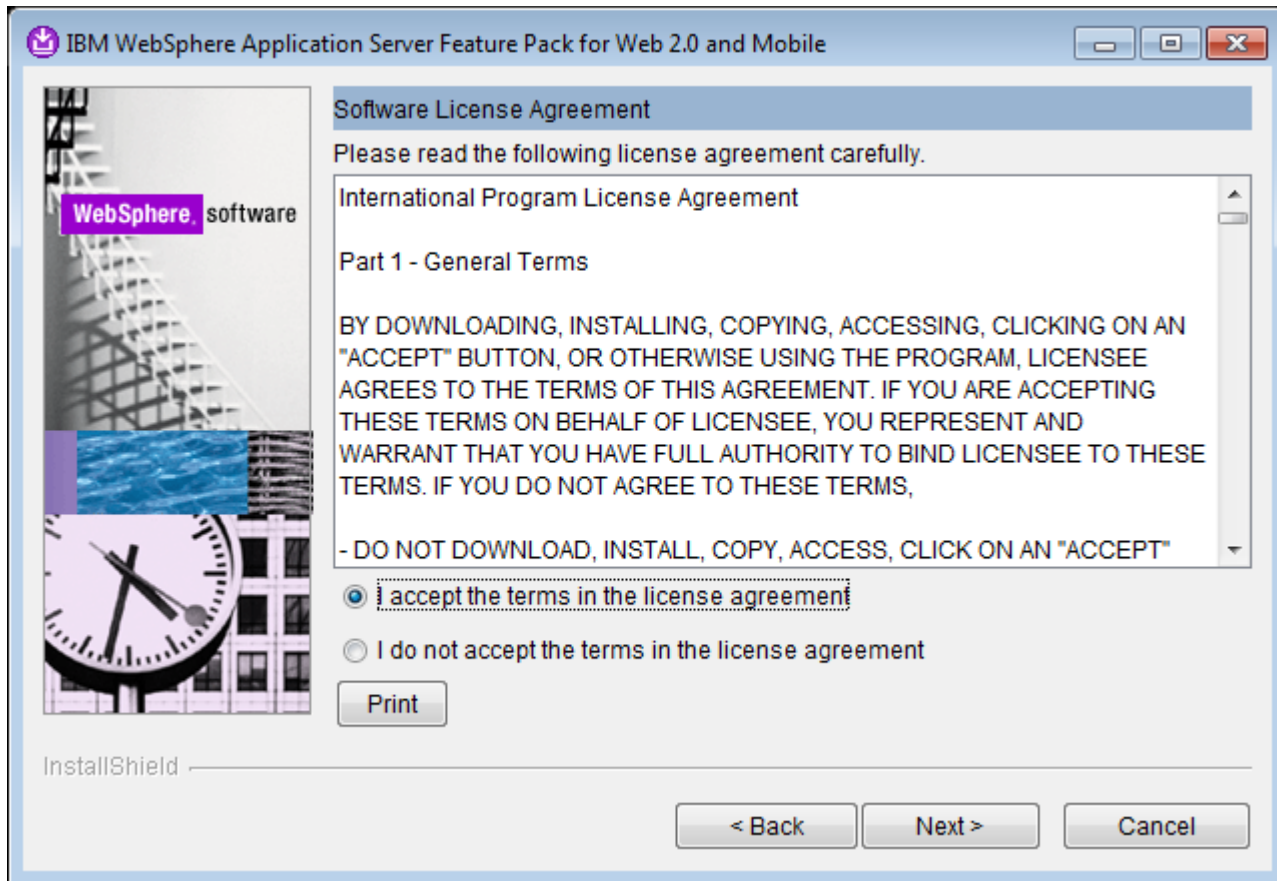 IBM WebSphere Application Server Feature Pack for Web 2.0 and Mobile
WebSphere. software
Software License Agreement
Please read the following license agreement carefully.
International Program License Agreement
Part 1 - General Terms
BY DOWNLOADING, INSTALLING, COPYING, ACCESSING, CLICKING ON AN
"ACCEPT" BUTTON, OR OTHERWISE USING THE PROGRAM, LICENSEE
AGREES TO THE TERMS OF THIS AGREEMENT. IF YOU ARE ACCEPTING
THESE TERMS ON BEHALF OF LICENSEE, YOU REPRESENT AND
WARRANT THAT YOU HAVE FULL AUTHORITY TO BIND LICENSEE TO THESE
TERMS. IF YOU DO NOT AGREE TO THESE TERMS,
- DO NOT DOWNLOAD, INSTALL, COPY, ACCESS, CLICK ON AN "ACCEPT"
I accept the terms in the license agreement
I do not accept the terms in the license agreement
Print
InstallShield
< Back
Next >
Cancel